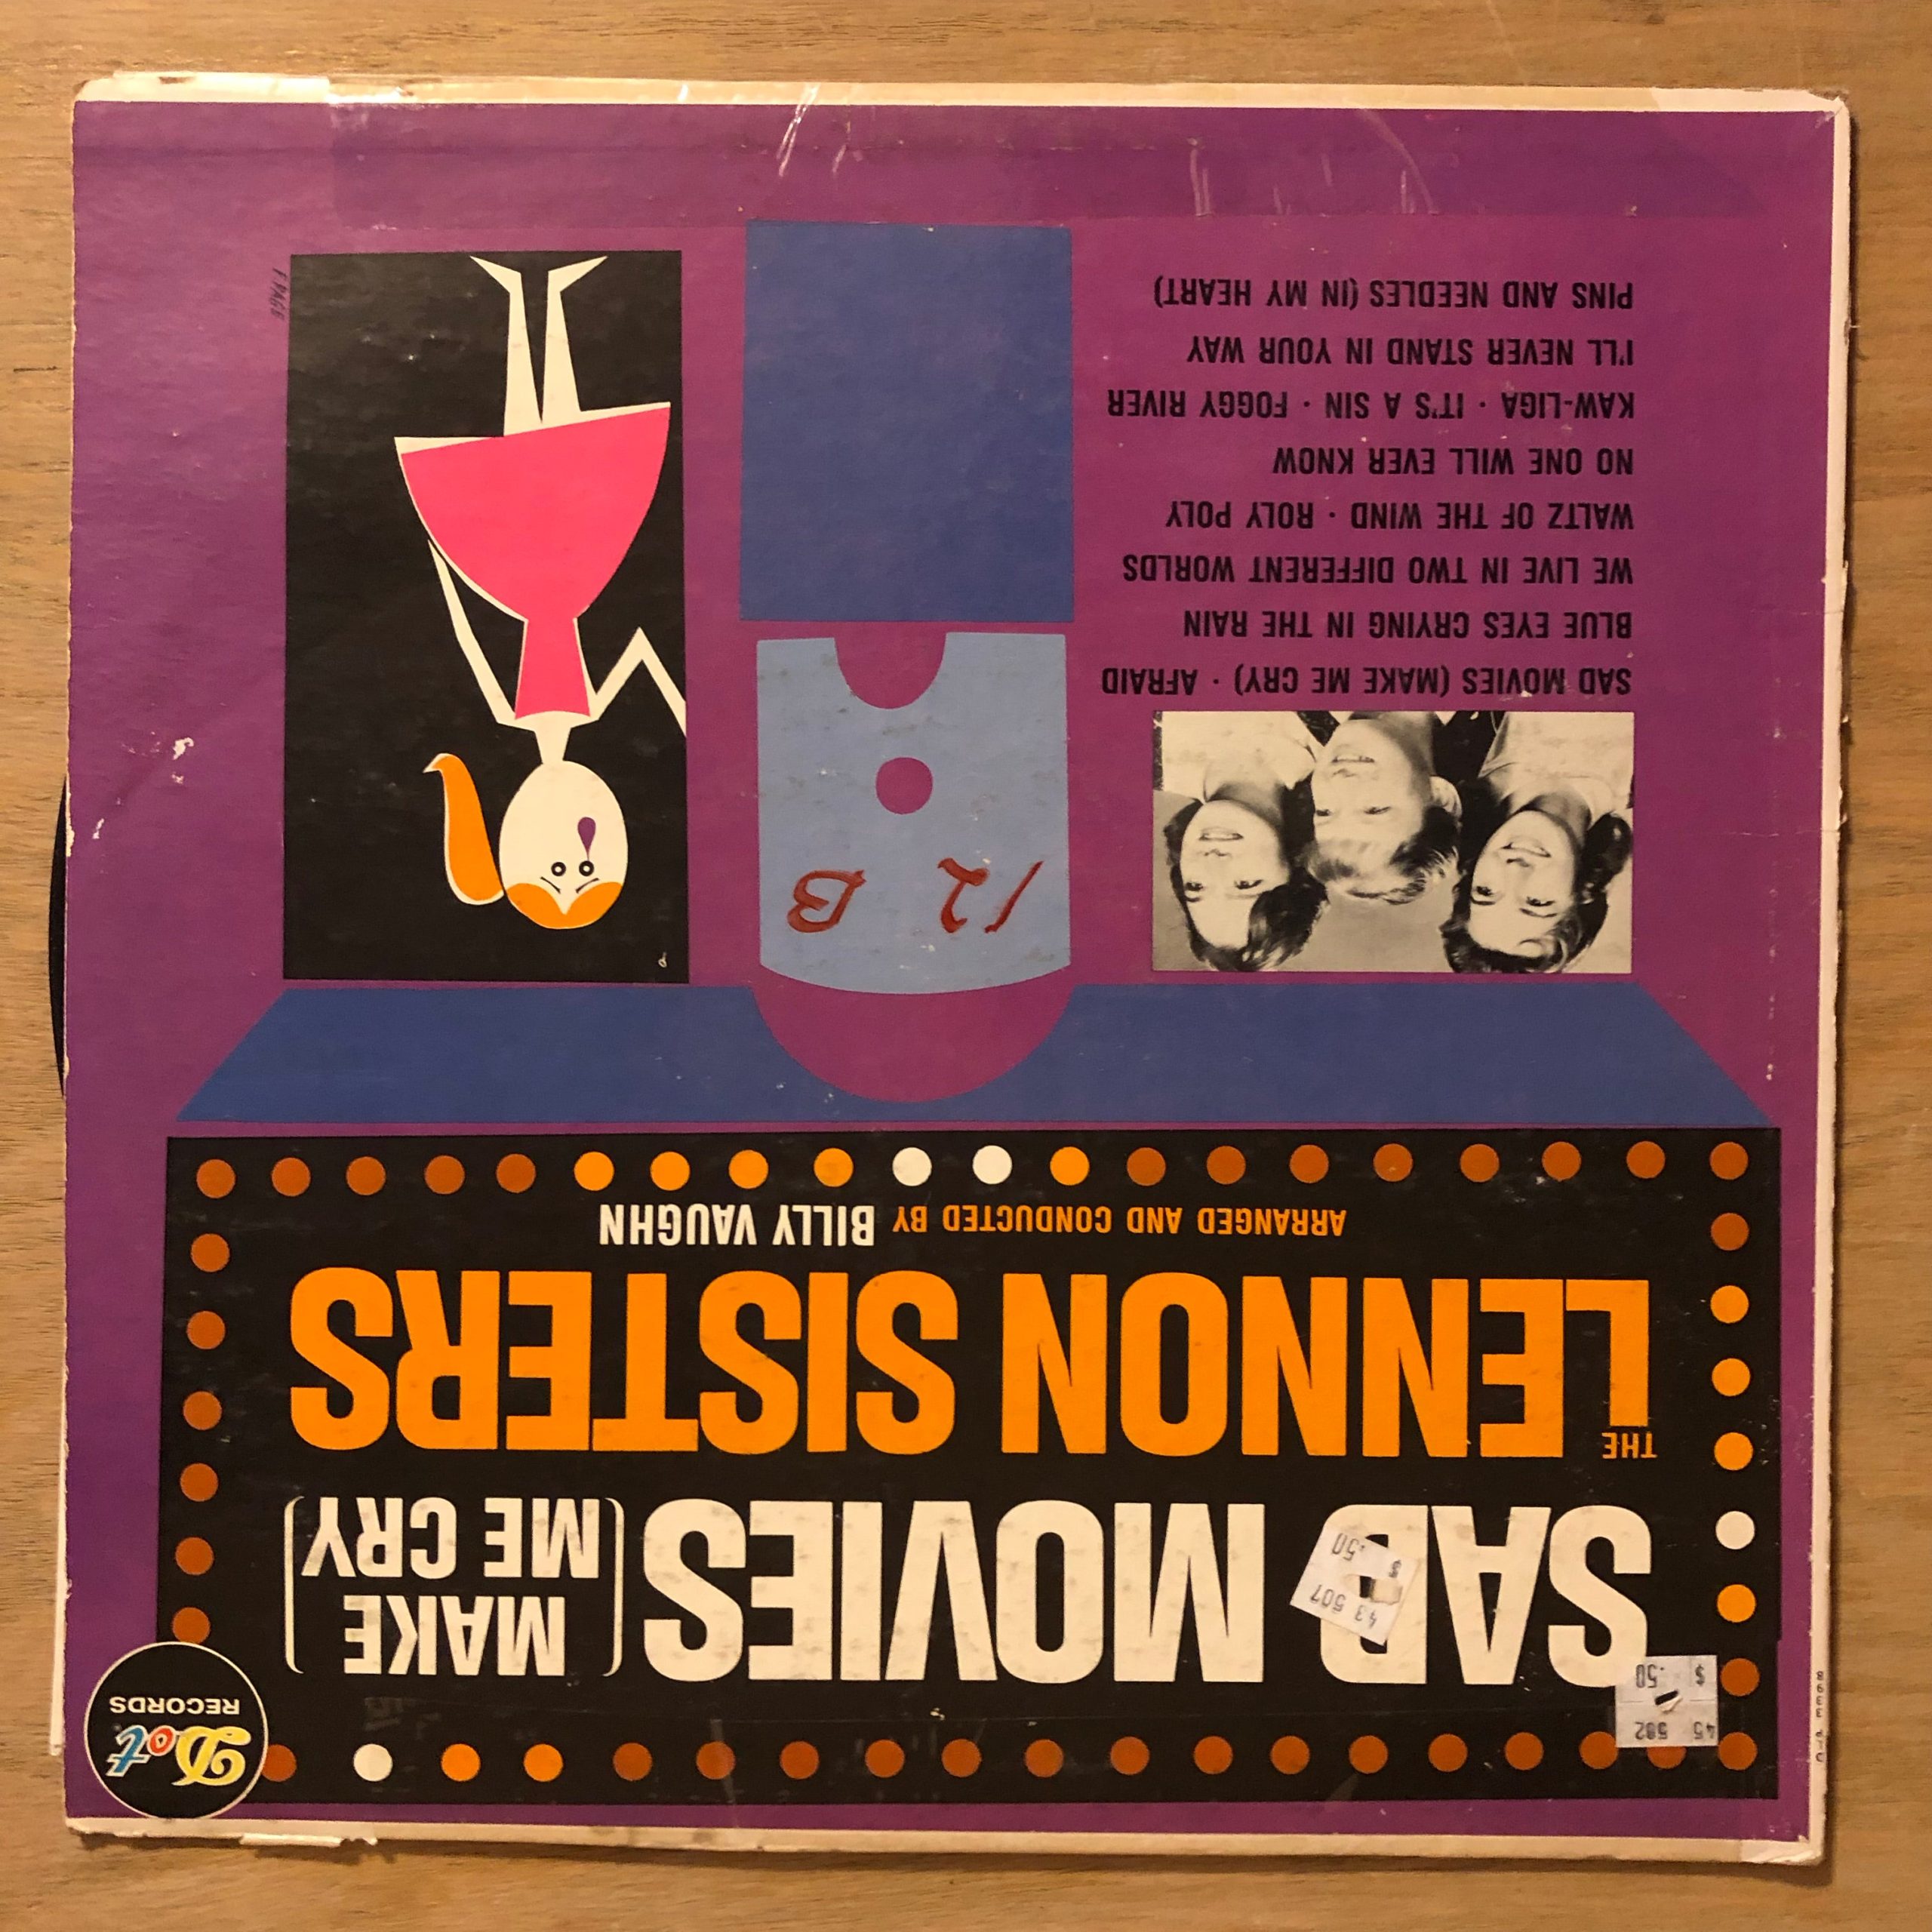 DLP 3398
Dot
RECORDS
45 502
$ .50
43 507
$ .50
SAD MOVIES (MAKE ME CRY)
THE
LENNON SISTERS
ARRANGED AND CONDUCTED BY BILLY VAUGHN
12 B
SAD MOVIES (MAKE ME CRY) · AFRAID
BLUE EYES CRYING IN THE RAIN
WE LIVE IN TWO DIFFERENT WORLDS
WALTZ OF THE WIND · ROLY POLY
NO ONE WILL EVER KNOW
KAW-LIGA · IT'S A SIN · FOGGY RIVER
I'LL NEVER STAND IN YOUR WAY
PINS AND NEEDLES (IN MY HEART)